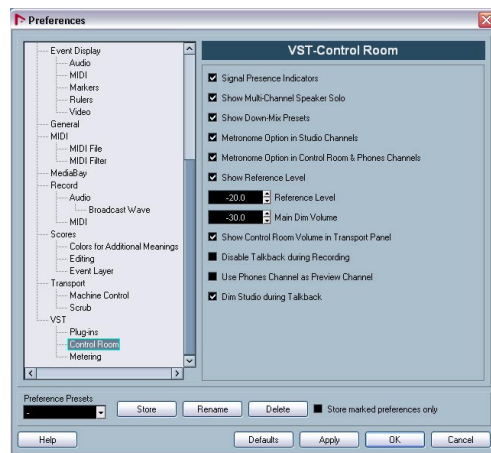 Preferences
Event Display
Audio
MIDI
Markers
Rulers
Video
General
MIDI
MIDI File
MIDI Filter
MediaBay
Record
Audio
Broadcast Wave
MIDI
Scores
Colors for Additional Meanings
Editing
Event Layer
Transport
Machine Control
Scrub
VST
Plug-ins
Control Room
Metering
VST-Control Room
Signal Presence Indicators
Show Multi-Channel Speaker Solo
Show Down-Mix Presets
Metronome Option in Studio Channels
Metronome Option in Control Room & Phones Channels
Show Reference Level
-20.0 Reference Level
-30.0 Main Dim Volume
Show Control Room Volume in Transport Panel
Disable Talkback during Recording
Use Phones Channel as Preview Channel
Dim Studio during Talkback
Preference Presets
- Store Rename Delete Store marked preferences only
Help Defaults Apply OK Cancel